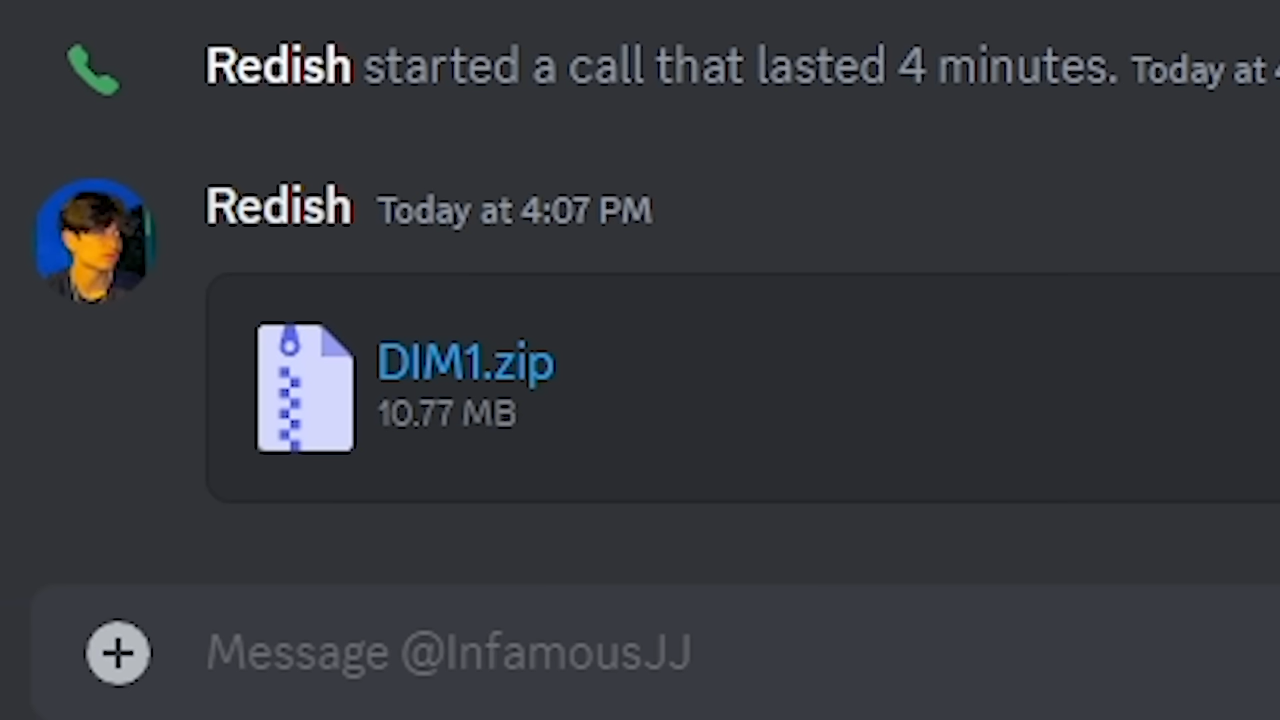 Redish started a call that lasted 4 minutes. Today at
Redish Today at 4:07 PM
DIM1.zip
10.77 MB
Message @InfamousJJ